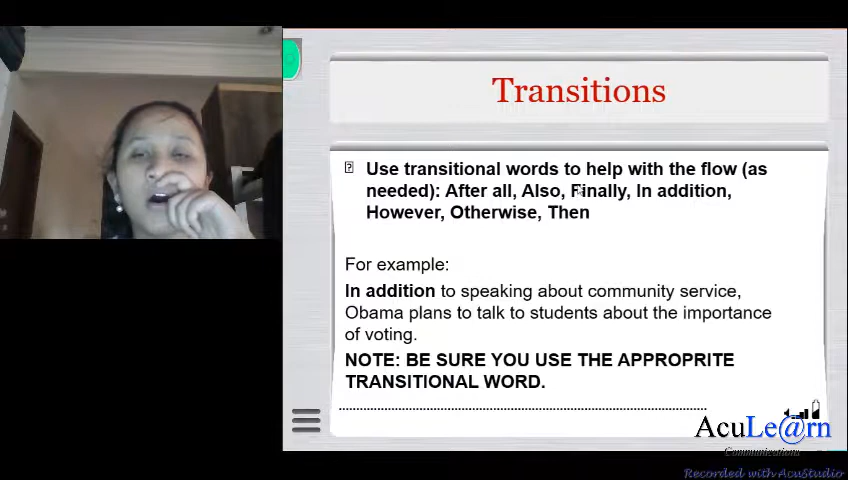 Transitions
Use transitional words to help with the flow (as
needed): After all, Also, Finally, In addition,
However, Otherwise, Then
For example:
In addition to speaking about community service,
Obama plans to talk to students about the importance
of voting.
NOTE: BE SURE YOU USE THE APPROPRITE
TRANSITIONAL WORD.
AcuLe@rn
Communications
Recorded with AcuStudio